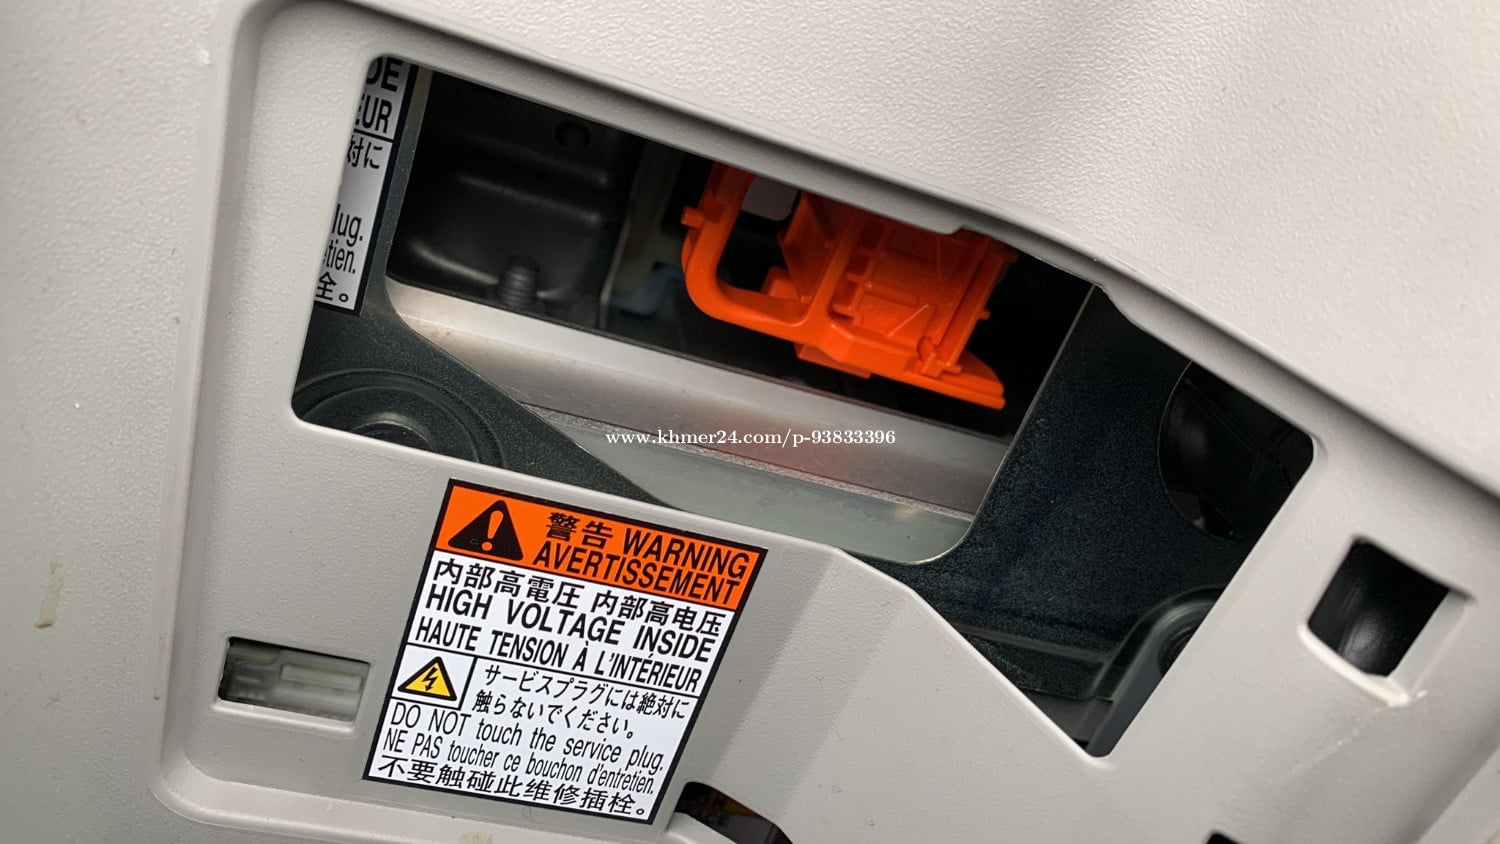 DE
EUR
対に
lug.
tien.
全。
www.khmer24.com/p-93833396
警告 WARNING
AVERTISSEMENT
内部高電圧 内部高电压
HIGH VOLTAGE INSIDE
HAUTE TENSION À L'INTÉRIEUR
サービスプラグには絶対に
触らないでください。
DO NOT touch the service plug.
NE PAS toucher ce bouchon d'entretien.
不要触碰此维修插栓。